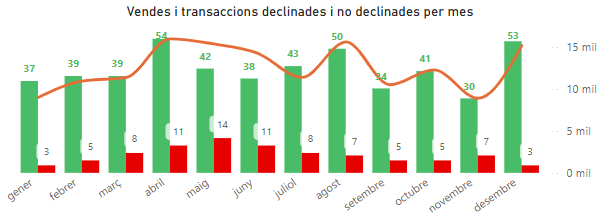 Vendes i transaccions declinades i no declinades per mes
37 39 39 54 42 38 43 50 34 41 30 53
3 5 8 11 14 11 8 7 5 5 7 3
15 mil
10 mil
5 mil
0 mil
gener febrer març abril maig juny juliol agost setembre octubre novembre desembre